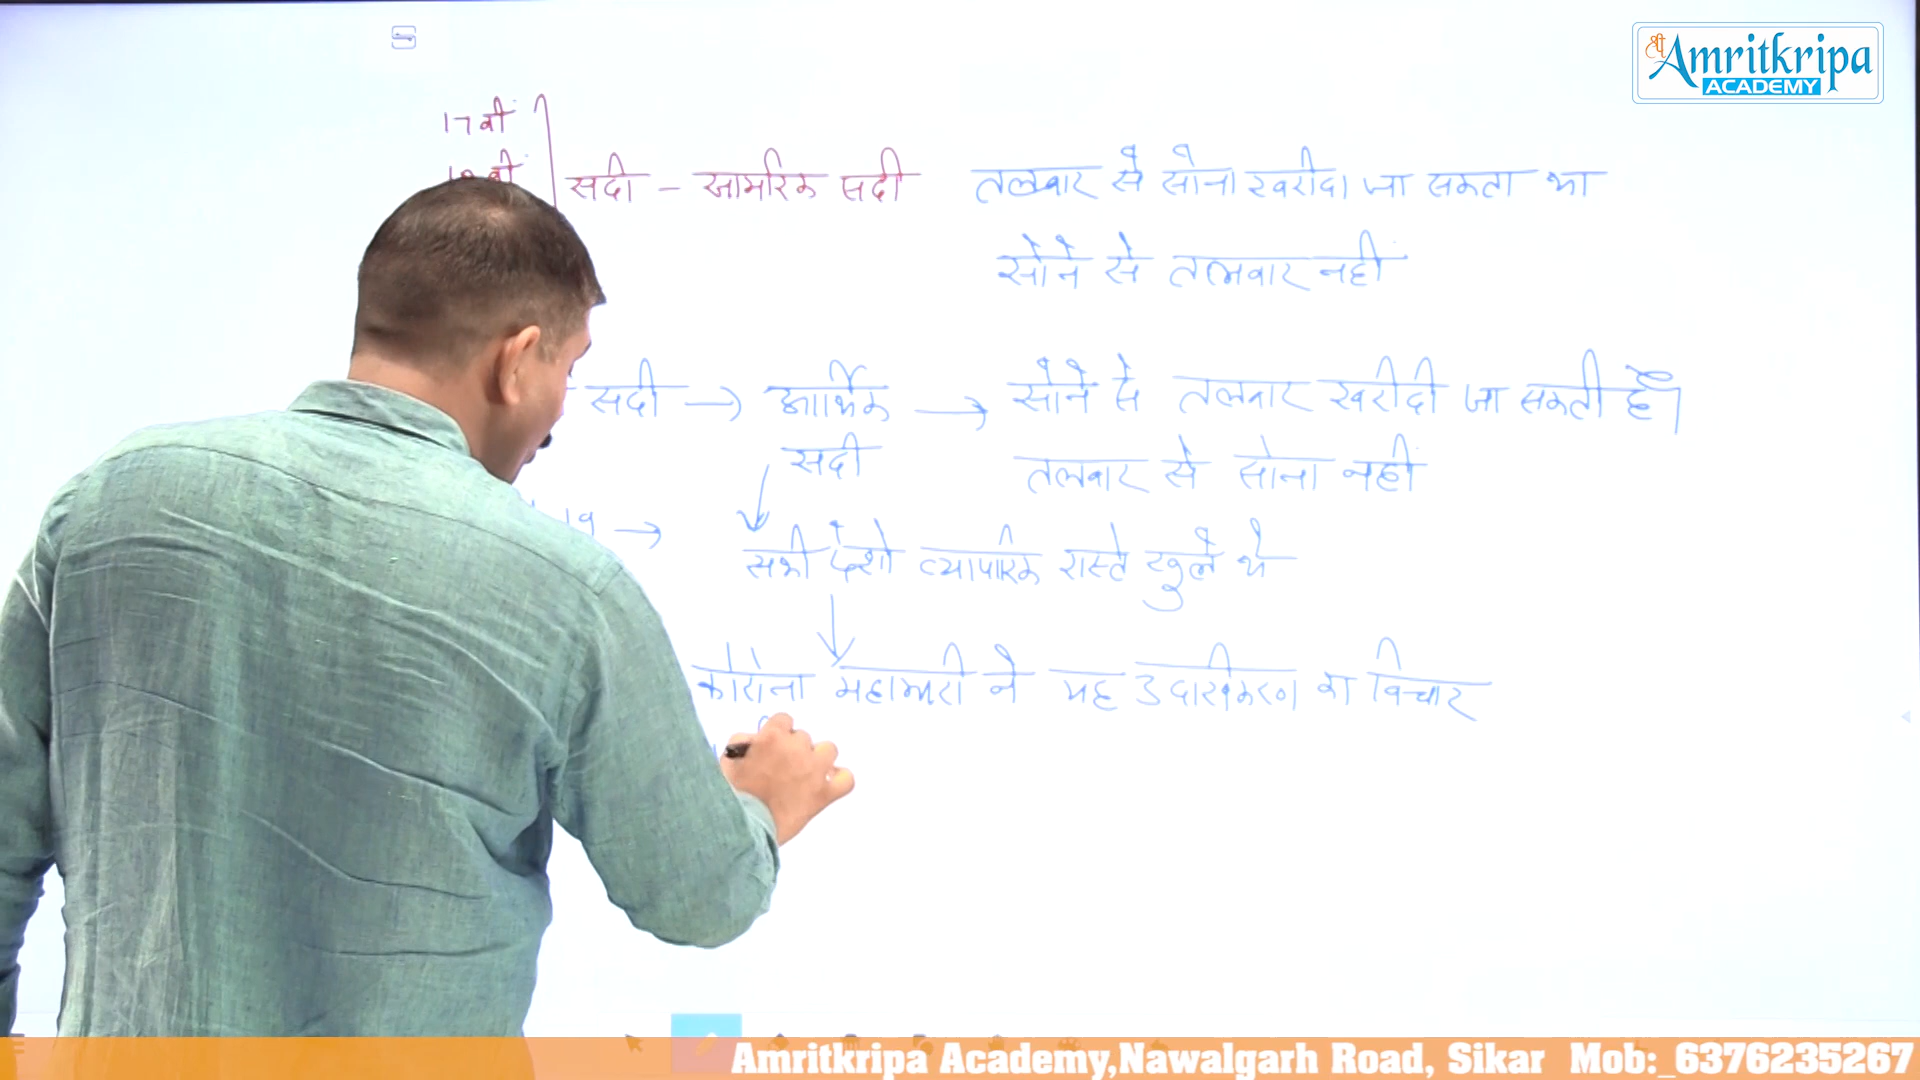 श्री Amritkripa
ACADEMY
17वीं
सदी - सामरिक सदी तलवार से सोना खरीदा जा सकता था
सोने से तलवार नहीं
सदी → आर्थिक → सोने से तलवार खरीदी जा सकती है।
सदी तलवार से सोना नहीं
19 →
सभी देशो व्यापारिक रास्ते खुले थे
कोरोना महामारी ने यह उदारीकरण का विचार
Amritkripa Academy,Nawalgarh Road, Sikar Mob:_6376235267